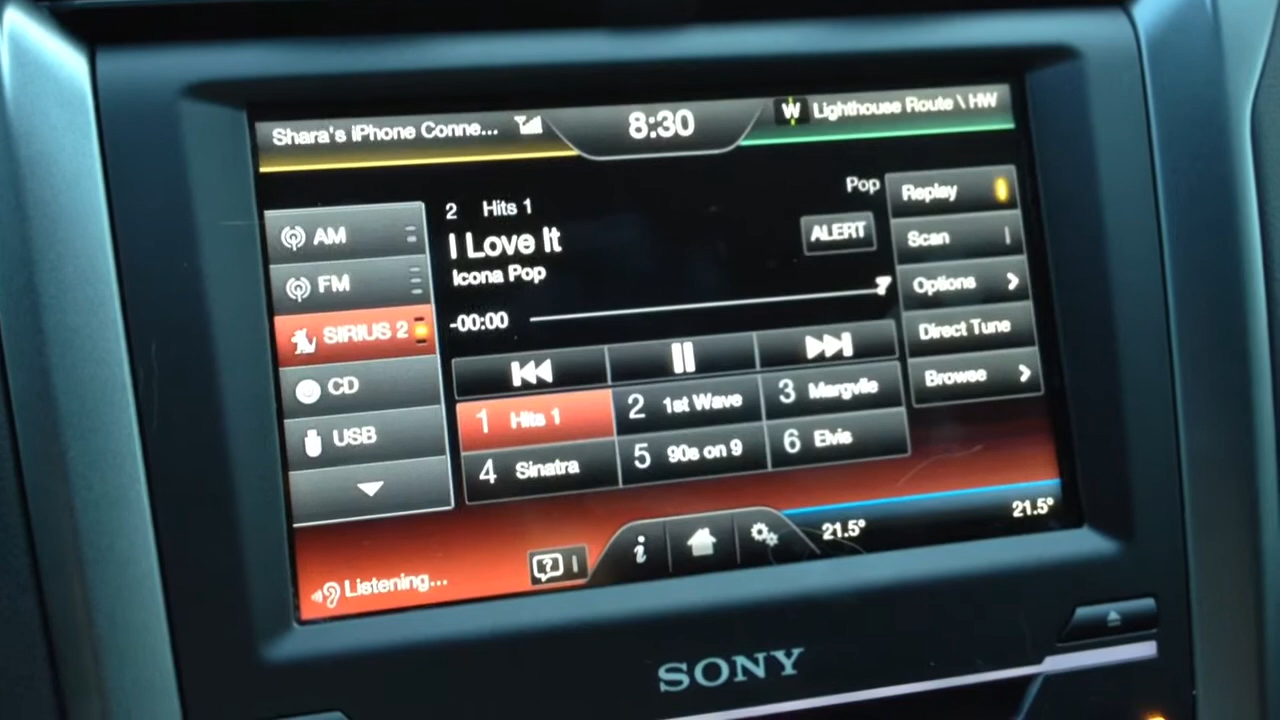 Shara's iPhone Conne...
8:30
W
Lighthouse Route \ HW
AM
FM
SIRIUS 2
CD
USB
2 Hits 1
Pop
I Love It
ALERT
Icona Pop
-00:00
1 Hits 1
2 1st Wave
3 Margvlle
4 Sinatra
5 90s on 9
6 Elvis
Replay
Scan
Options
Direct Tune
Browse
Listening...
?
i
21.5°
21.5°
SONY